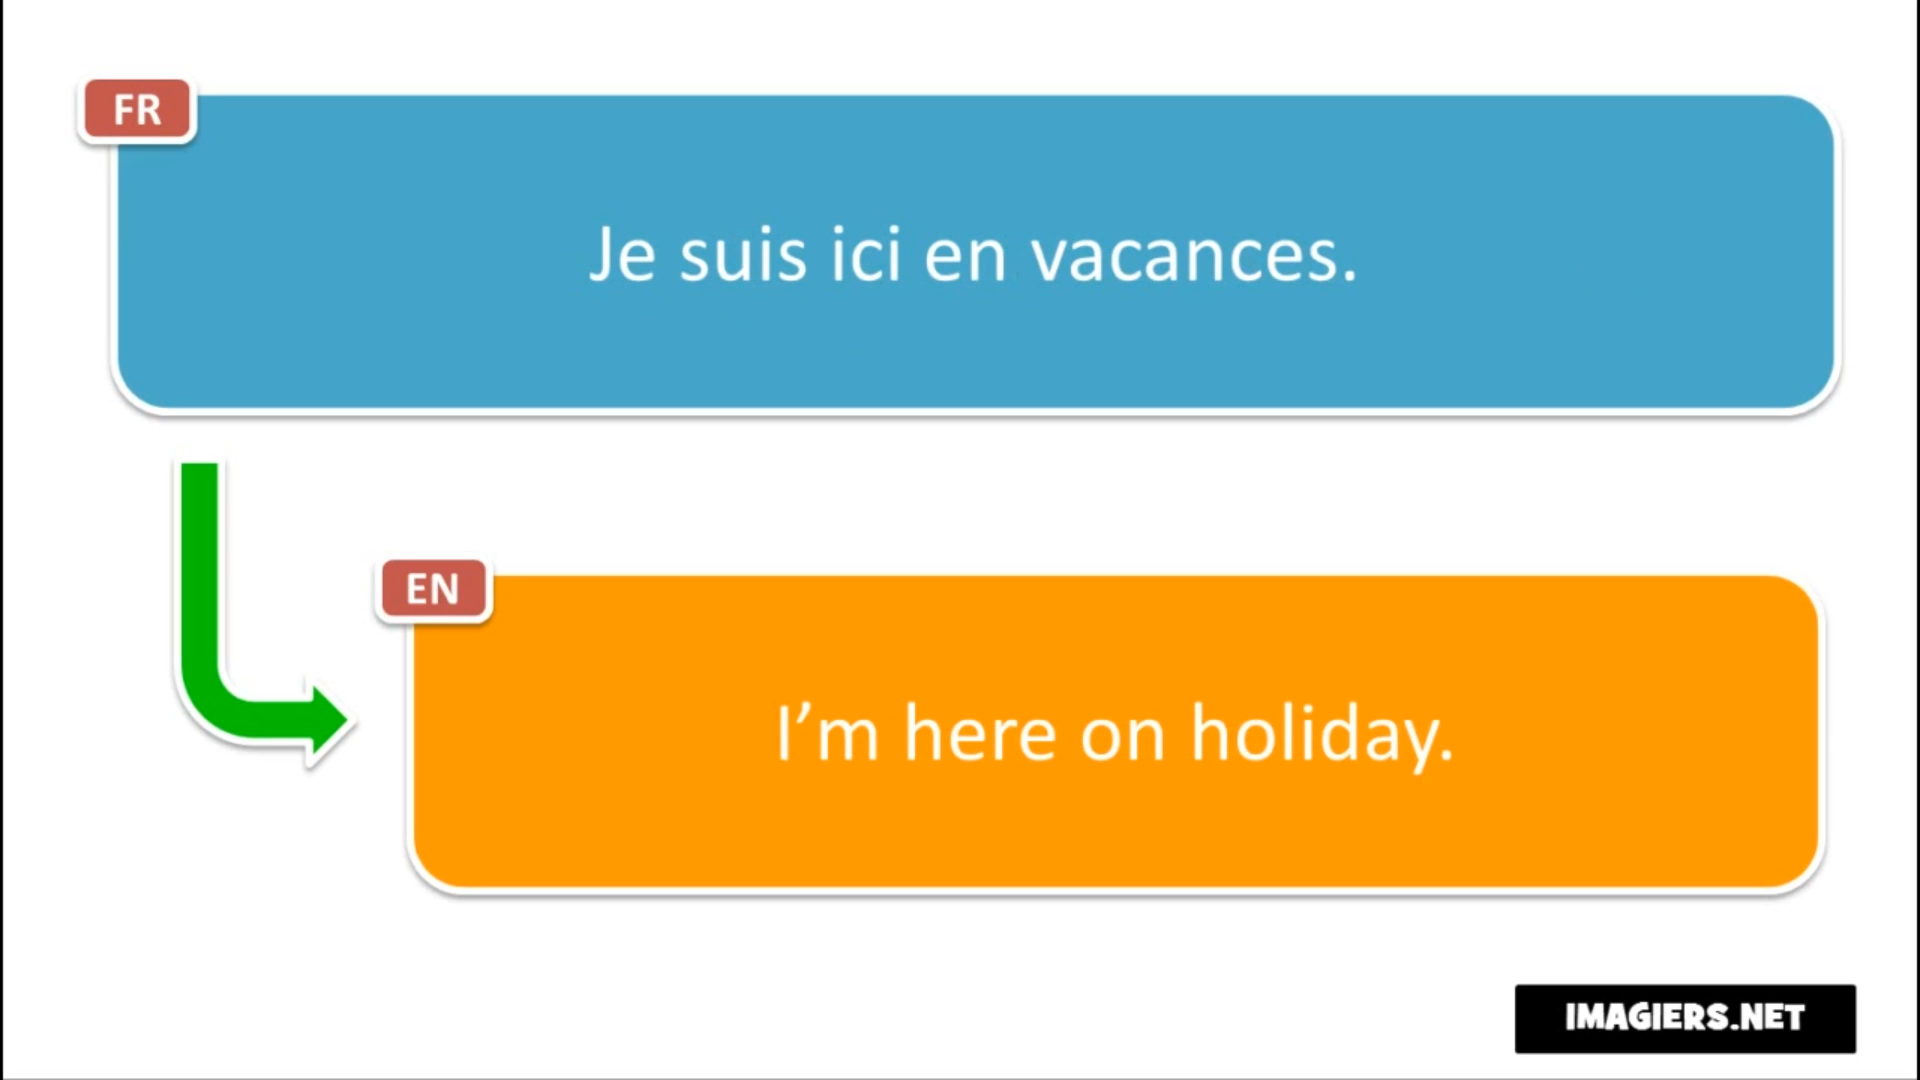 FR
Je suis ici en vacances.
EN
I’m here on holiday.
IMAGIERS.NET